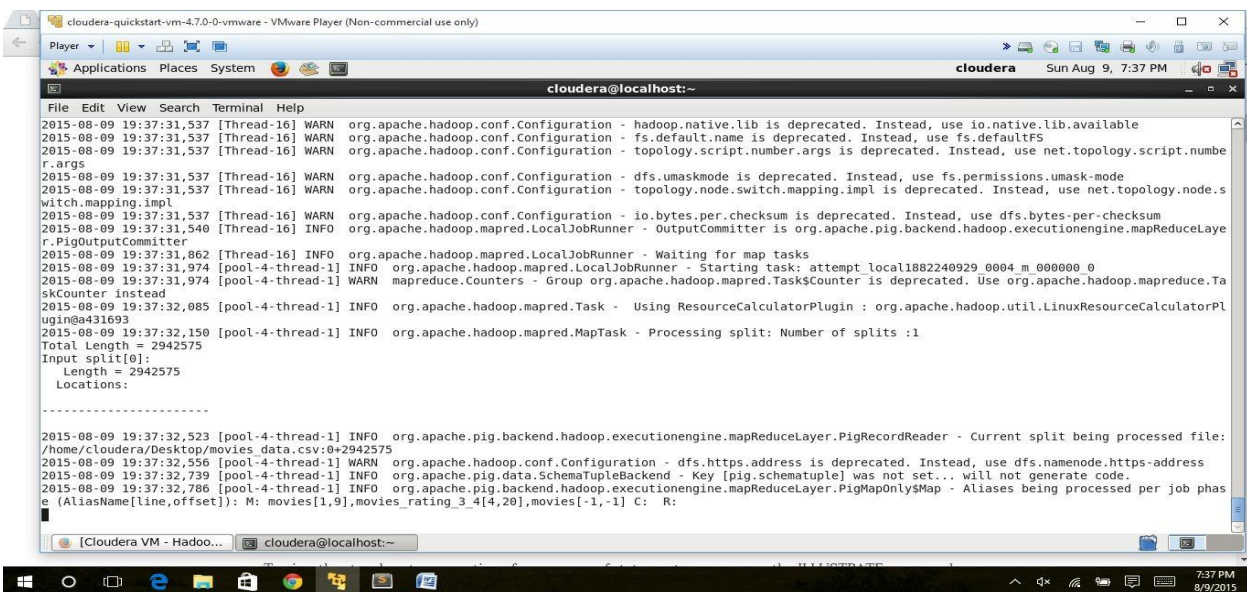 cloudera-quickstart-vm-4.7.0-0-vmware - VMware Player (Non-commercial use only)
Player
Applications Places System
cloudera Sun Aug 9, 7:37 PM
cloudera@localhost:~
File Edit View Search Terminal Help
2015-08-09 19:37:31,537 [Thread-16] WARN org.apache.hadoop.conf.Configuration - hadoop.native.lib is deprecated. Instead, use io.native.lib.available
2015-08-09 19:37:31,537 [Thread-16] WARN org.apache.hadoop.conf.Configuration - fs.default.name is deprecated. Instead, use fs.defaultFS
2015-08-09 19:37:31,537 [Thread-16] WARN org.apache.hadoop.conf.Configuration - topology.script.number.args is deprecated. Instead, use net.topology.script.numbe
r.args
2015-08-09 19:37:31,537 [Thread-16] WARN org.apache.hadoop.conf.Configuration - dfs.umaskmode is deprecated. Instead, use fs.permissions.umask-mode
2015-08-09 19:37:31,537 [Thread-16] WARN org.apache.hadoop.conf.Configuration - topology.node.switch.mapping.impl is deprecated. Instead, use net.topology.node.s
witch.mapping.impl
2015-08-09 19:37:31,537 [Thread-16] WARN org.apache.hadoop.conf.Configuration - io.bytes.per.checksum is deprecated. Instead, use dfs.bytes-per-checksum
2015-08-09 19:37:31,540 [Thread-16] INFO org.apache.hadoop.mapred.LocalJobRunner - OutputCommitter is org.apache.pig.backend.hadoop.executionengine.mapReduceLaye
r.PigOutputCommitter
2015-08-09 19:37:31,862 [Thread-16] INFO org.apache.hadoop.mapred.LocalJobRunner - Waiting for map tasks
2015-08-09 19:37:31,974 [pool-4-thread-1] INFO org.apache.hadoop.mapred.LocalJobRunner - Starting task: attempt_local1882240929_0004_m_000000_0
2015-08-09 19:37:31,974 [pool-4-thread-1] WARN mapreduce.Counters - Group org.apache.hadoop.mapred.Task$Counter is deprecated. Use org.apache.hadoop.mapreduce.Ta
skCounter instead
2015-08-09 19:37:32,085 [pool-4-thread-1] INFO org.apache.hadoop.mapred.Task - Using ResourceCalculatorPlugin : org.apache.hadoop.util.LinuxResourceCalculatorPl
ugin@a431693
2015-08-09 19:37:32,150 [pool-4-thread-1] INFO org.apache.hadoop.mapred.MapTask - Processing split: Number of splits :1
Total Length = 2942575
Input split[0]:
Length = 2942575
Locations:
-----------------------
2015-08-09 19:37:32,523 [pool-4-thread-1] INFO org.apache.pig.backend.hadoop.executionengine.mapReduceLayer.PigRecordReader - Current split being processed file:
/home/cloudera/Desktop/movies_data.csv:0+2942575
2015-08-09 19:37:32,556 [pool-4-thread-1] WARN org.apache.hadoop.conf.Configuration - dfs.https.address is deprecated. Instead, use dfs.namenode.https-address
2015-08-09 19:37:32,739 [pool-4-thread-1] INFO org.apache.pig.data.SchemaTupleBackend - Key [pig.schematuple] was not set... will not generate code.
2015-08-09 19:37:32,786 [pool-4-thread-1] INFO org.apache.pig.backend.hadoop.executionengine.mapReduceLayer.PigMapOnly$Map - Aliases being processed per job phas
e (AliasName[line,offset]): M: movies[1,9],movies_rating_3_4[4,20],movies[-1,-1] C: R:
[Cloudera VM - Hadoo...
cloudera@localhost:~
7:37 PM
8/9/2015